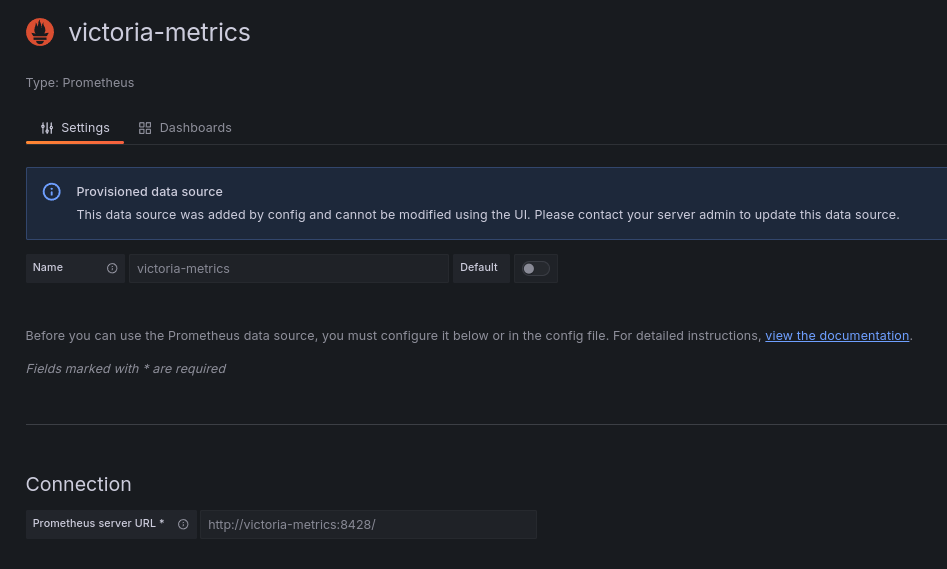 victoria-metrics
Type: Prometheus
Settings Dashboards
Provisioned data source
This data source was added by config and cannot be modified using the UI. Please contact your server admin to update this data source.
Name victoria-metrics Default
Before you can use the Prometheus data source, you must configure it below or in the config file. For detailed instructions, view the documentation.
Fields marked with * are required
Connection
Prometheus server URL * http://victoria-metrics:8428/